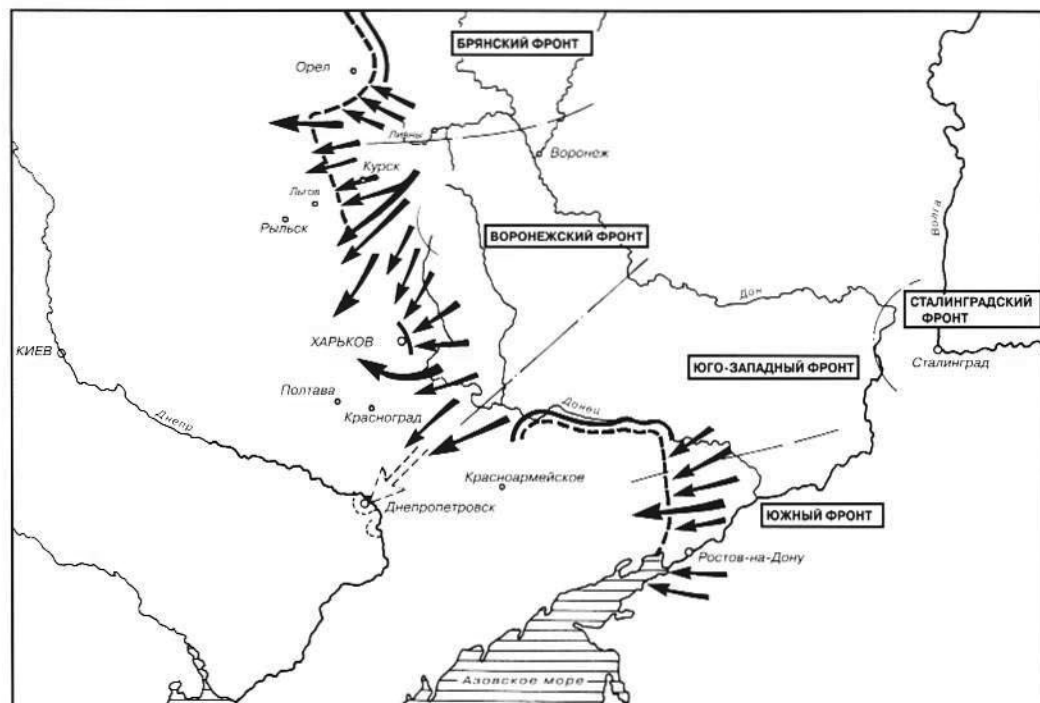 БРЯНСКИЙ ФРОНТ
Орел
Ливны
Воронеж
Курск
Льгов
Рыльск
ВОРОНЕЖСКИЙ ФРОНТ
Волга
Дон
СТАЛИНГРАДСКИЙ
ФРОНТ
ХАРЬКОВ
КИЕВ
Сталинград
ЮГО-ЗАПАДНЫЙ ФРОНТ
Полтава
Красноград
Донец
Днепр
Красноармейское
Днепропетровск
ЮЖНЫЙ ФРОНТ
Ростов-на-Дону
Азовское море